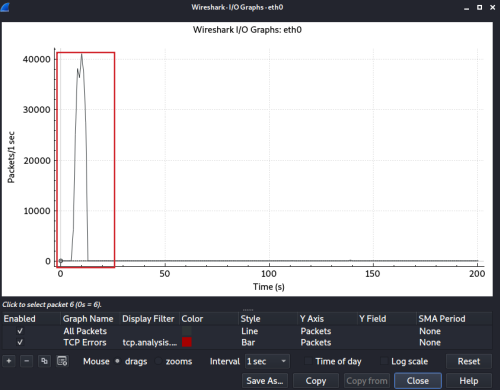 Wireshark · I/O Graphs · eth0
Wireshark I/O Graphs: eth0
40000
30000
20000
10000
0
Packets/1 sec
0 50 100 150 200
Time (s)
Click to select packet 6 (0s = 6).
Enabled Graph Name Display Filter Color Style Y Axis Y Field SMA Period
✓ All Packets Line Packets None
✓ TCP Errors tcp.analysis.… Bar Packets None
+ − Mouse drags zooms Interval 1 sec Time of day Log scale Reset
Save As… Copy Copy from Close Help